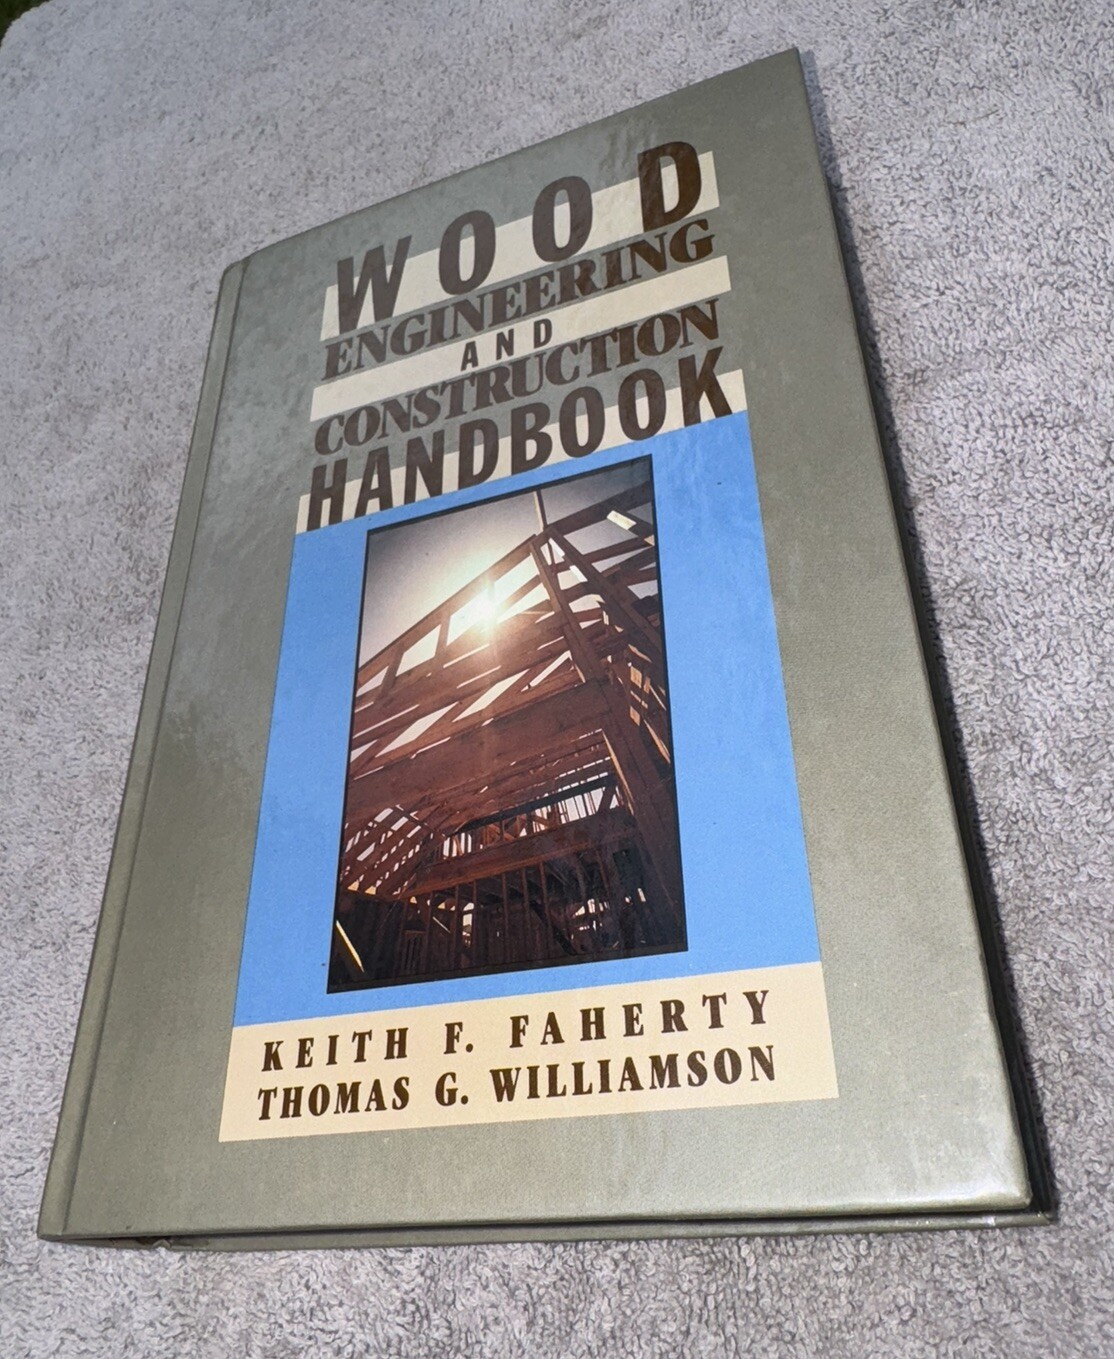 WOOD
ENGINEERING
AND
CONSTRUCTION
HANDBOOK
KEITH F. FAHERTY
THOMAS G. WILLIAMSON